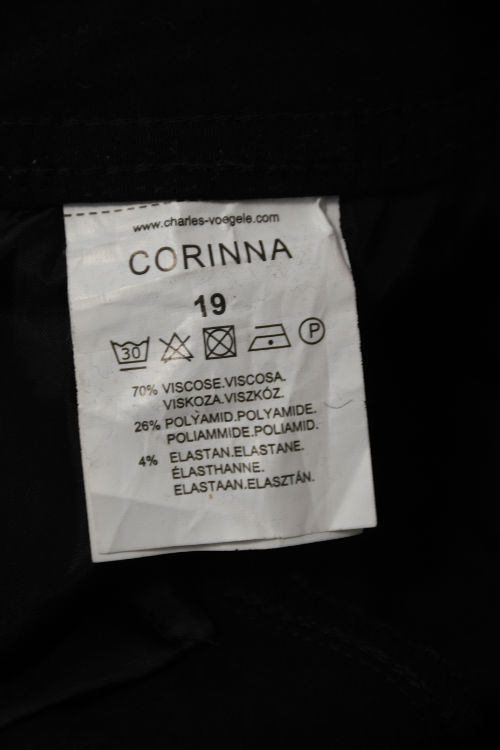 www.charles-voegele.com
CORINNA
19
30 P
70% VISCOSE.VISCOSA.
VISKOZA.VISZKÓZ.
26% POLYAMID.POLYAMIDE.
POLIAMMIDE.POLIAMID.
4% ELASTAN.ELASTANE.
ÉLASTHANNE.
ELASTAAN.ELASZTÁN.